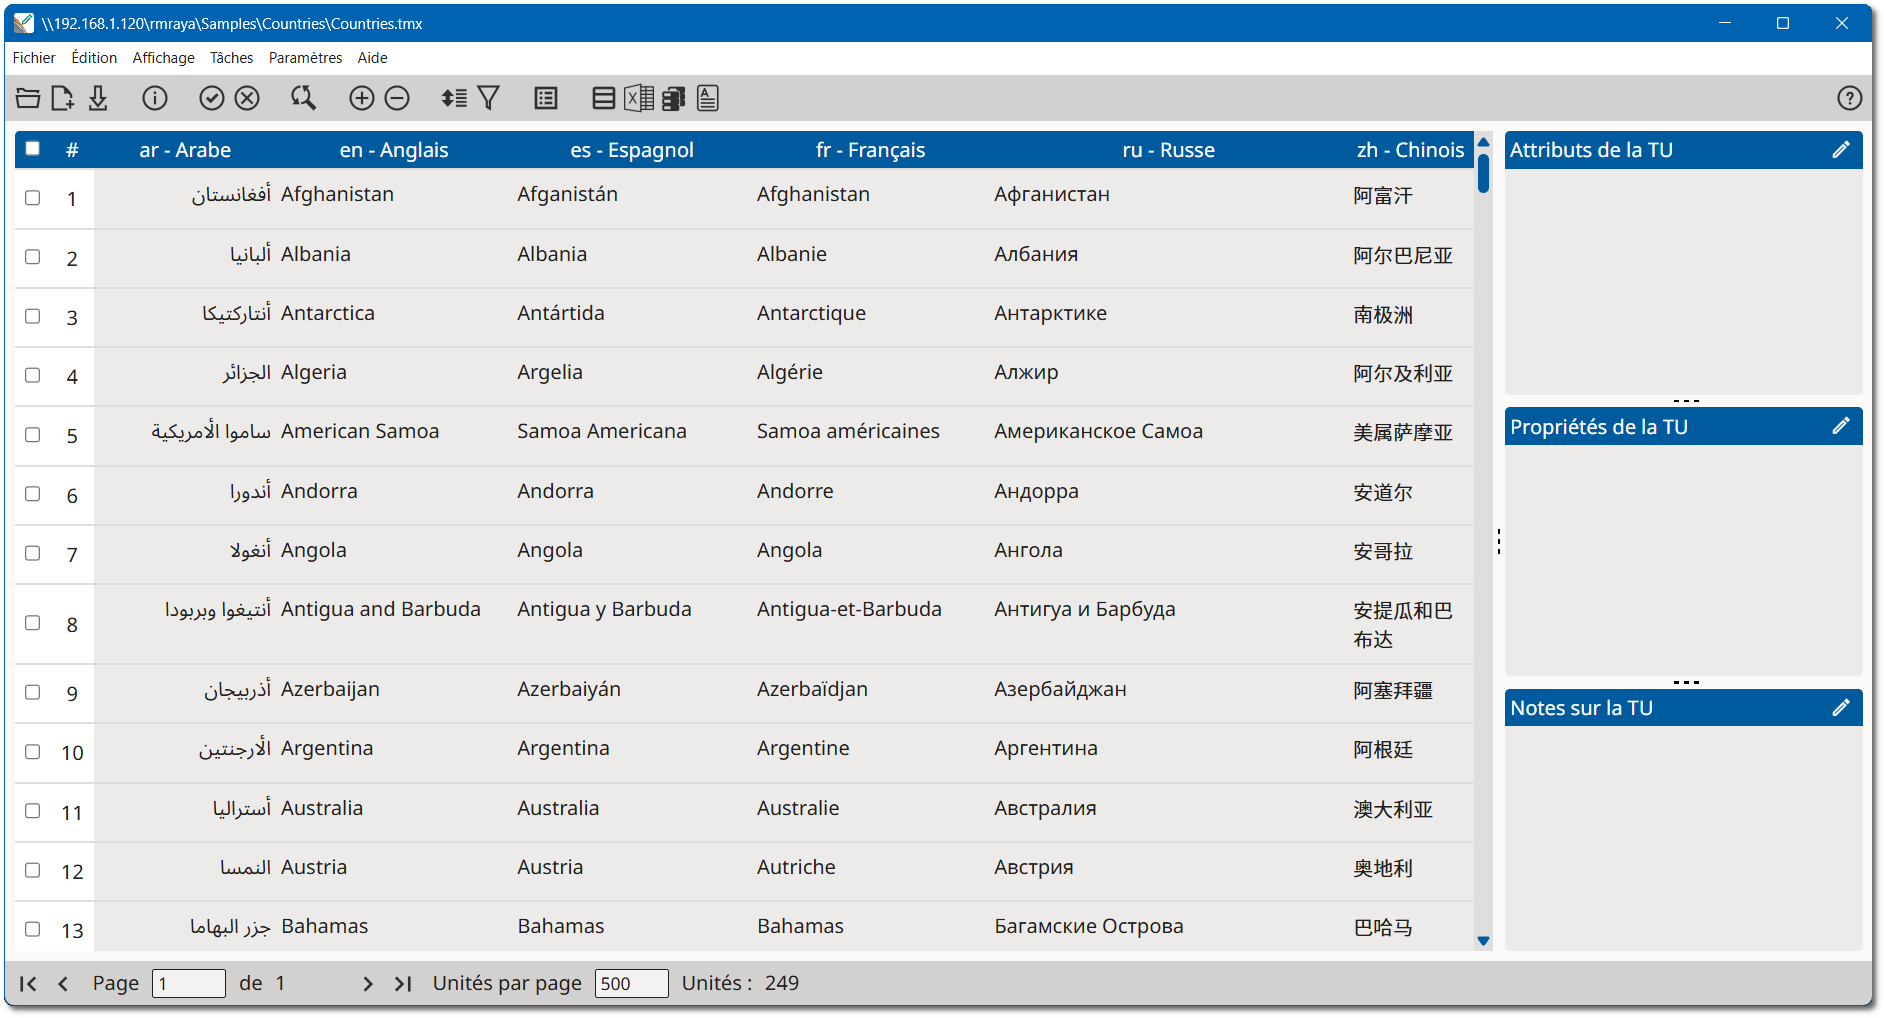 \\192.168.1.120\rmraya\Samples\Countries\Countries.tmx
Fichier Édition Affichage Tâches Paramètres Aide
# ar - Arabe en - Anglais es - Espagnol fr - Français ru - Russe zh - Chinois
1 أفغانستان Afghanistan Afganistán Afghanistan Афганистан 阿富汗
2 ألبانيا Albania Albania Albanie Албания 阿尔巴尼亚
3 أنتاركتيكا Antarctica Antártida Antarctique Антарктике 南极洲
4 الجزائر Algeria Argelia Algérie Алжир 阿尔及利亚
5 ساموا الأمريكية American Samoa Samoa Americana Samoa américaines Американское Самоа 美属萨摩亚
6 أندورا Andorra Andorra Andorre Андорра 安道尔
7 أنغولا Angola Angola Angola Ангола 安哥拉
8 أنتيغوا وبربودا Antigua and Barbuda Antigua y Barbuda Antigua-et-Barbuda Антигуа и Барбуда 安提瓜和巴
布达
9 أذربيجان Azerbaijan Azerbaiyán Azerbaïdjan Азербайджан 阿塞拜疆
10 الأرجنتين Argentina Argentina Argentine Аргентина 阿根廷
11 أستراليا Australia Australia Australie Австралия 澳大利亚
12 النمسا Austria Austria Autriche Австрия 奥地利
13 جزر البهاما Bahamas Bahamas Bahamas Багамские Острова 巴哈马
Attributs de la TU
Propriétés de la TU
Notes sur la TU
Page 1 de 1 Unités par page 500 Unités : 249